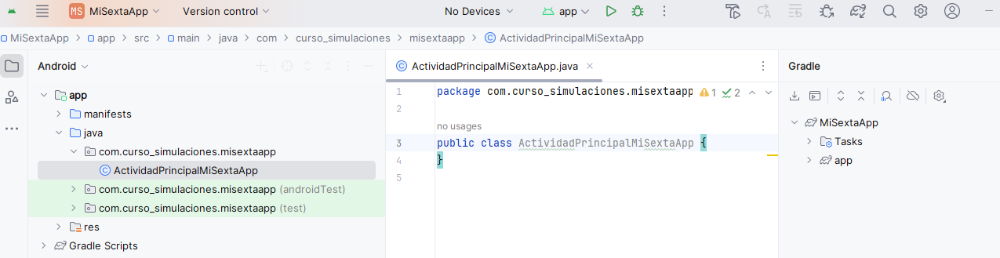 MS MiSextaApp Version control No Devices app
MiSextaApp app src main java com curso_simulaciones misextaapp ActividadPrincipalMiSextaApp
Android
ActividadPrincipalMiSextaApp.java
Gradle
app
manifests
java
com.curso_simulaciones.misextaapp
ActividadPrincipalMiSextaApp
com.curso_simulaciones.misextaapp (androidTest)
com.curso_simulaciones.misextaapp (test)
res
Gradle Scripts
1 package com.curso_simulaciones.misextaapp 1 2
2
no usages
3 public class ActividadPrincipalMiSextaApp {
4 }
5
MiSextaApp
Tasks
app